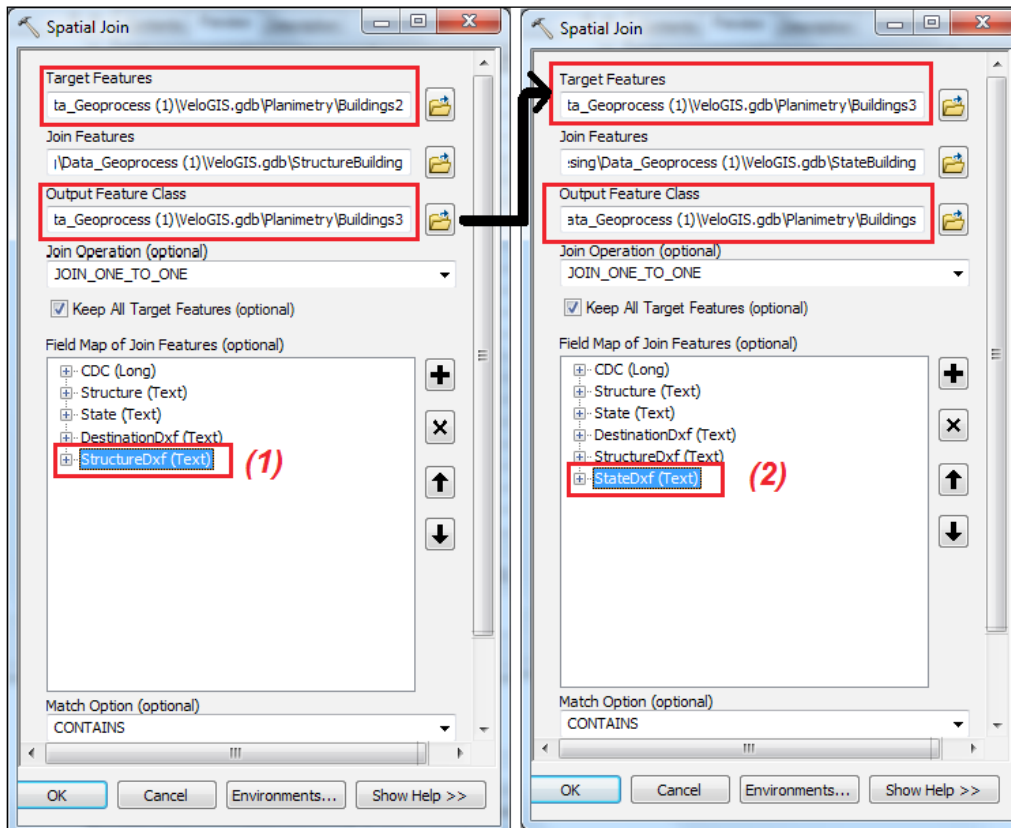 Spatial Join
Target Features
ta_Geoprocess (1)\VeloGIS.gdb\Planimetry\Buildings2
Join Features
\Data_Geoprocess (1)\VeloGIS.gdb\StructureBuilding
Output Feature Class
ta_Geoprocess (1)\VeloGIS.gdb\Planimetry\Buildings3
Join Operation (optional)
JOIN_ONE_TO_ONE
Keep All Target Features (optional)
Field Map of Join Features (optional)
CDC (Long)
Structure (Text)
State (Text)
DestinationDxf (Text)
StructureDxf (Text)
(1)
Match Option (optional)
CONTAINS
OK
Cancel
Environments...
Show Help >>
Spatial Join
Target Features
ta_Geoprocess (1)\VeloGIS.gdb\Planimetry\Buildings3
Join Features
sing\Data_Geoprocess (1)\VeloGIS.gdb\StateBuilding
Output Feature Class
ata_Geoprocess (1)\VeloGIS.gdb\Planimetry\Buildings
Join Operation (optional)
JOIN_ONE_TO_ONE
Keep All Target Features (optional)
Field Map of Join Features (optional)
CDC (Long)
Structure (Text)
State (Text)
DestinationDxf (Text)
StructureDxf (Text)
StateDxf (Text)
(2)
Match Option (optional)
CONTAINS
OK
Cancel
Environments...
Show Help >>